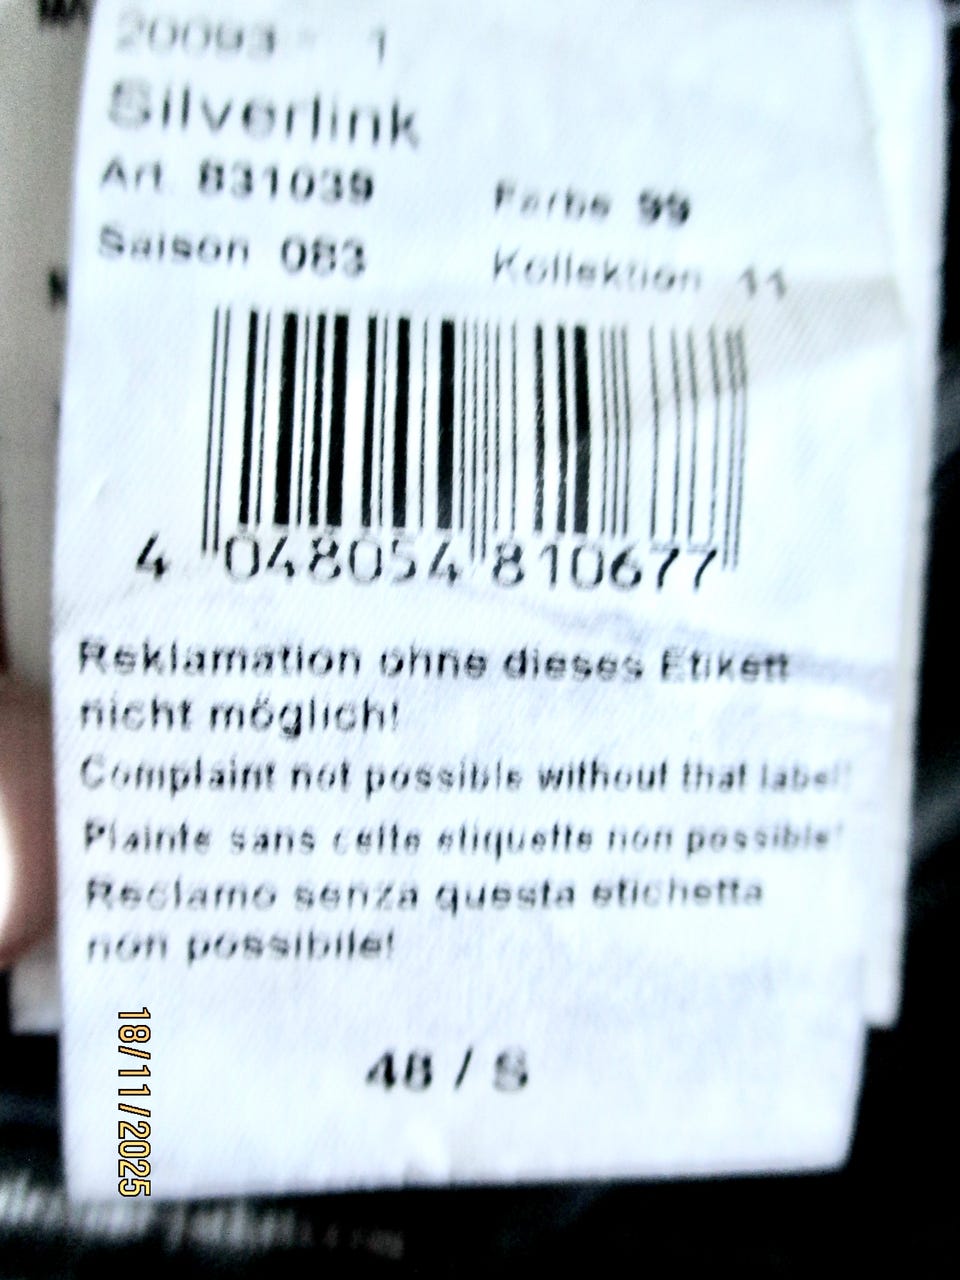 20093 1
Silverlink
Art. 831039 Farbe 99
Saison 083 Kollektion 11
4 048054 810677
Reklamation ohne dieses Etikett
nicht möglich!
Complaint not possible without that label!
Plainte sans cette etiquette non possible!
Reclamo senza questa etichetta
non possibile!
48 / S
18/11/2025